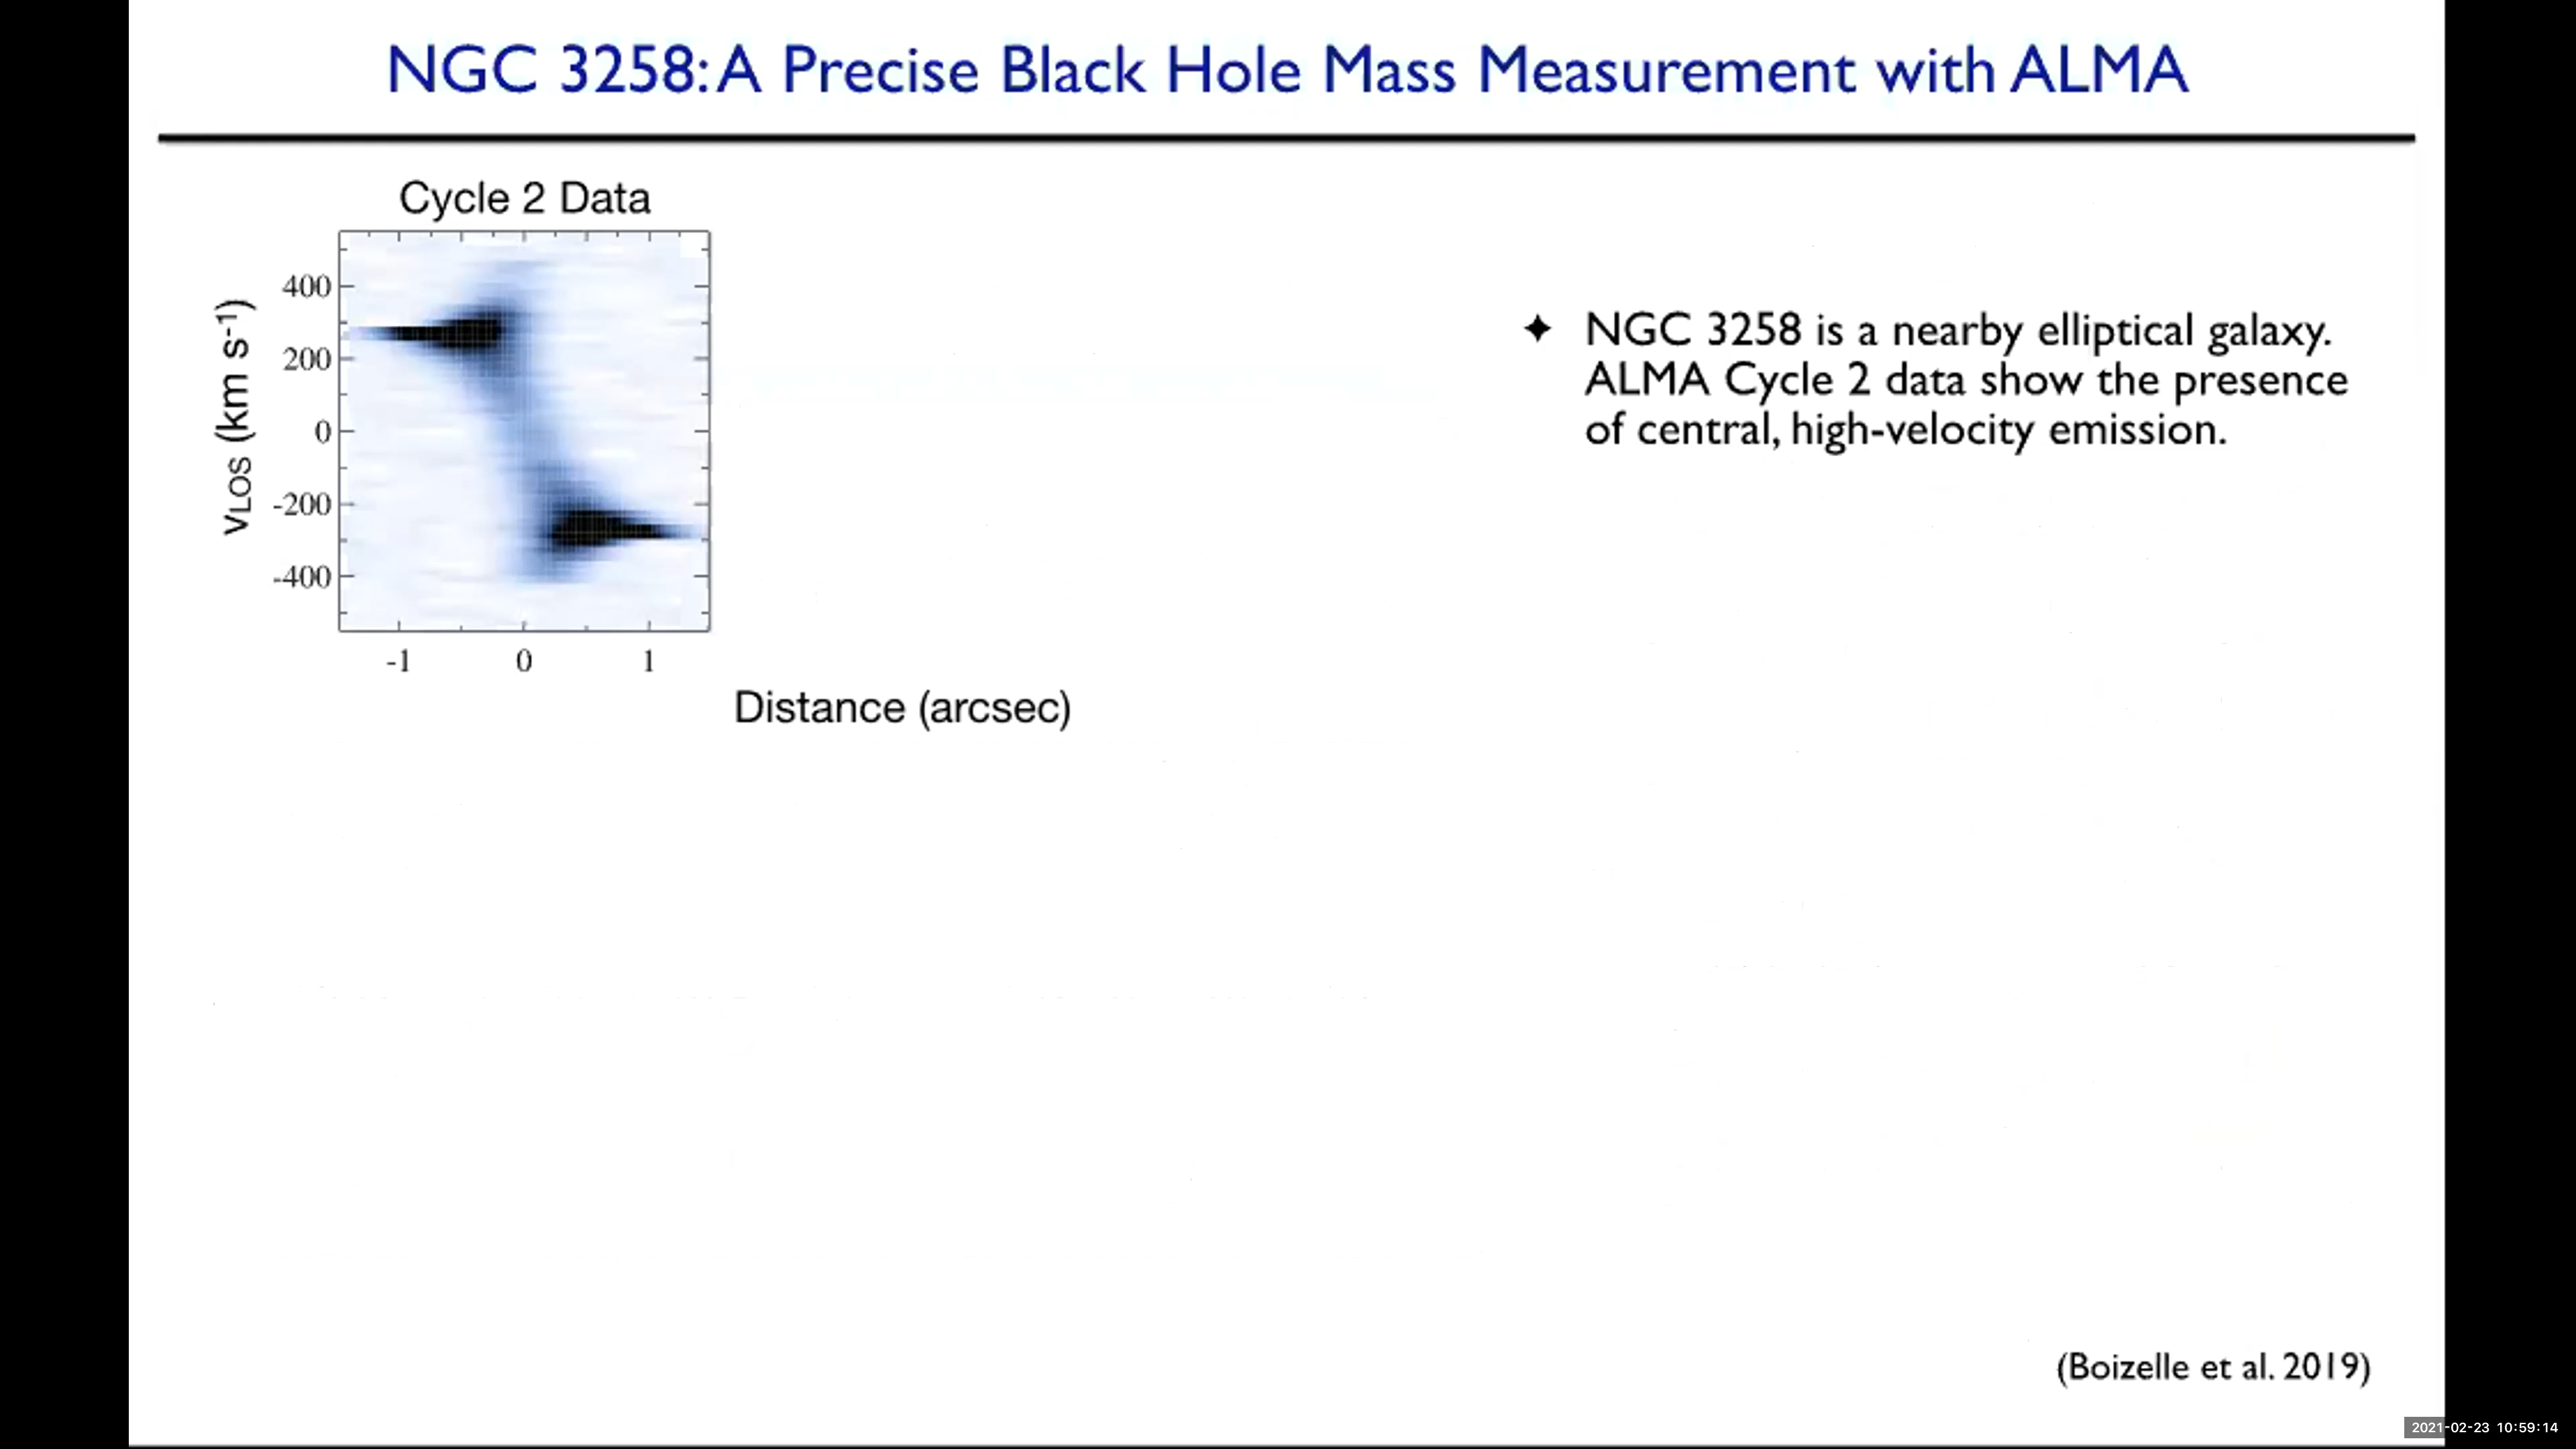 NGC 3258: A Precise Black Hole Mass Measurement with ALMA
Cycle 2 Data
400
200
0
-200
-400
vLOS (km s-1)
-1 0 1
Distance (arcsec)
✦ NGC 3258 is a nearby elliptical galaxy.
ALMA Cycle 2 data show the presence
of central, high-velocity emission.
(Boizelle et al. 2019)
2021-02-23 10:59:14